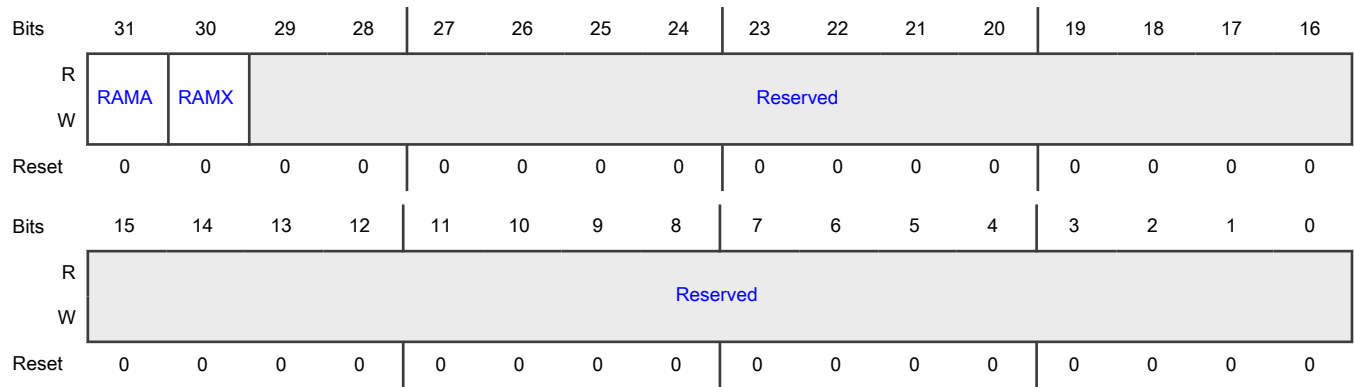 Bits 31 30 29 28 27 26 25 24 23 22 21 20 19 18 17 16
R
RAMA RAMX Reserved
W
Reset 0 0 0 0 0 0 0 0 0 0 0 0 0 0 0 0
Bits 15 14 13 12 11 10 9 8 7 6 5 4 3 2 1 0
R
Reserved
W
Reset 0 0 0 0 0 0 0 0 0 0 0 0 0 0 0 0